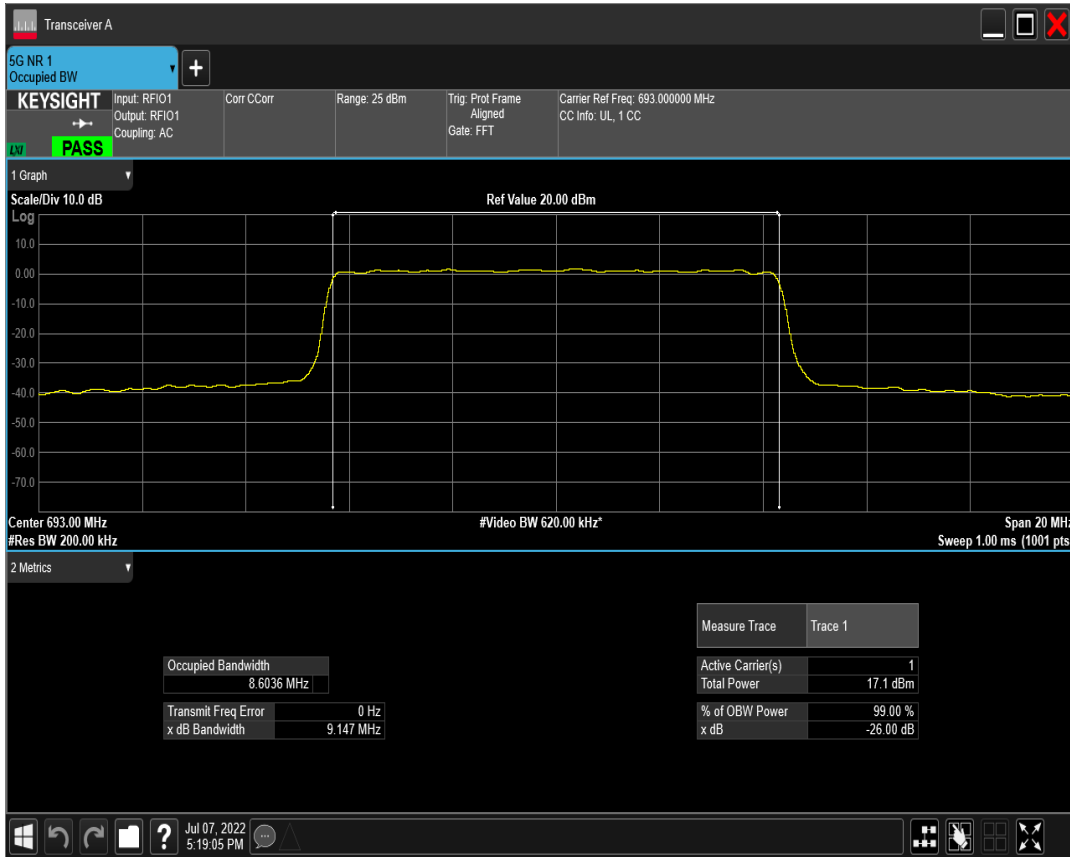 Transceiver A
5G NR 1
Occupied BW
KEYSIGHT
LXI
PASS
Input: RFIO1
Output: RFIO1
Coupling: AC
Corr CCorr
Range: 25 dBm
Trig: Prot Frame
Aligned
Gate: FFT
Carrier Ref Freq: 693.000000 MHz
CC Info: UL, 1 CC
1 Graph
Scale/Div 10.0 dB
Ref Value 20.00 dBm
Log
10.0
0.00
-10.0
-20.0
-30.0
-40.0
-50.0
-60.0
-70.0
Center 693.00 MHz
#Video BW 620.00 kHz*
Span 20 MHz
#Res BW 200.00 kHz
Sweep 1.00 ms (1001 pts
2 Metrics
Measure Trace Trace 1
Occupied Bandwidth
8.6036 MHz
Active Carrier(s) 1
Total Power 17.1 dBm
Transmit Freq Error 0 Hz
x dB Bandwidth 9.147 MHz
% of OBW Power 99.00 %
x dB -26.00 dB
?
Jul 07, 2022
5:19:05 PM